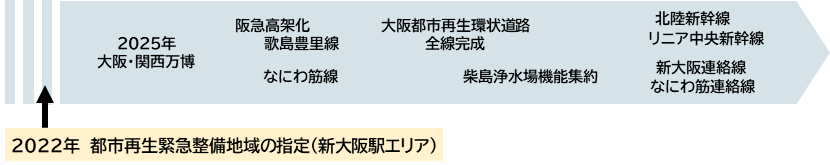 2025年
大阪・関西万博
阪急高架化
歌島豊里線
なにわ筋線
大阪都市再生環状道路
全線完成
柴島浄水場機能集約
北陸新幹線
リニア中央新幹線
新大阪連絡線
なにわ筋連絡線
2022年 都市再生緊急整備地域の指定(新大阪駅エリア)